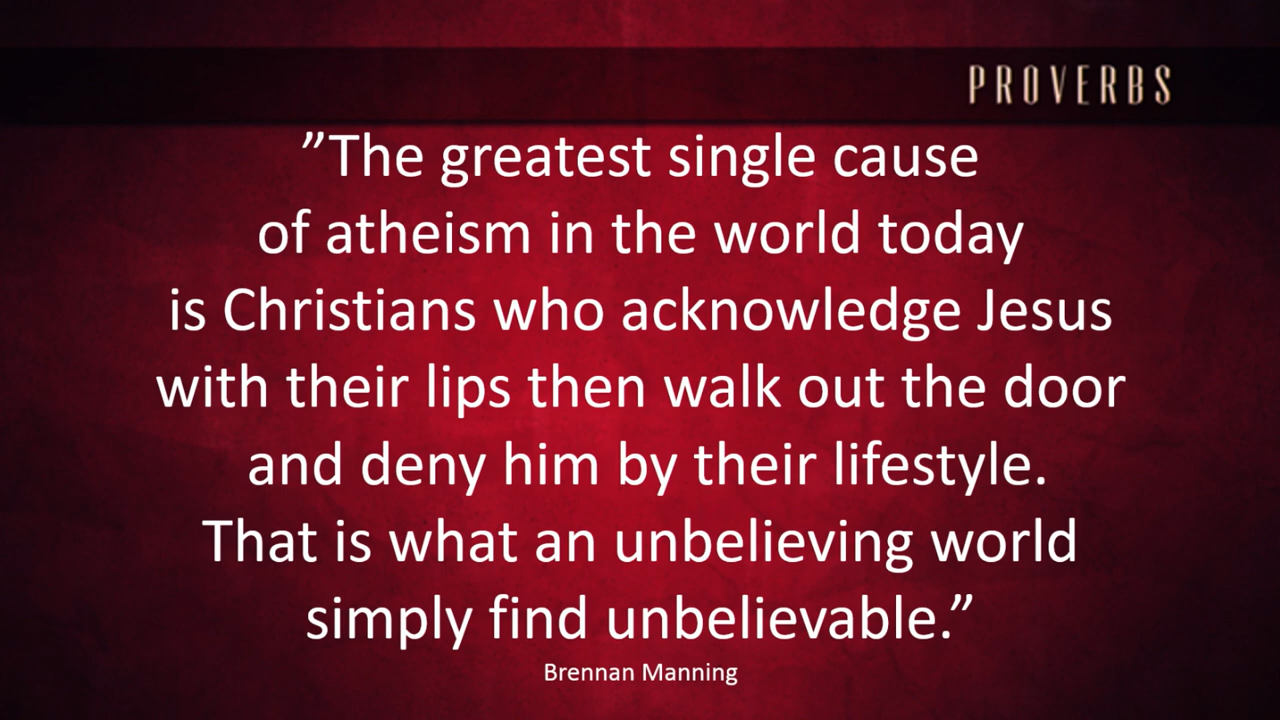 PROVERBS
”The greatest single cause
of atheism in the world today
is Christians who acknowledge Jesus
with their lips then walk out the door
and deny him by their lifestyle.
That is what an unbelieving world
simply find unbelievable.”
Brennan Manning